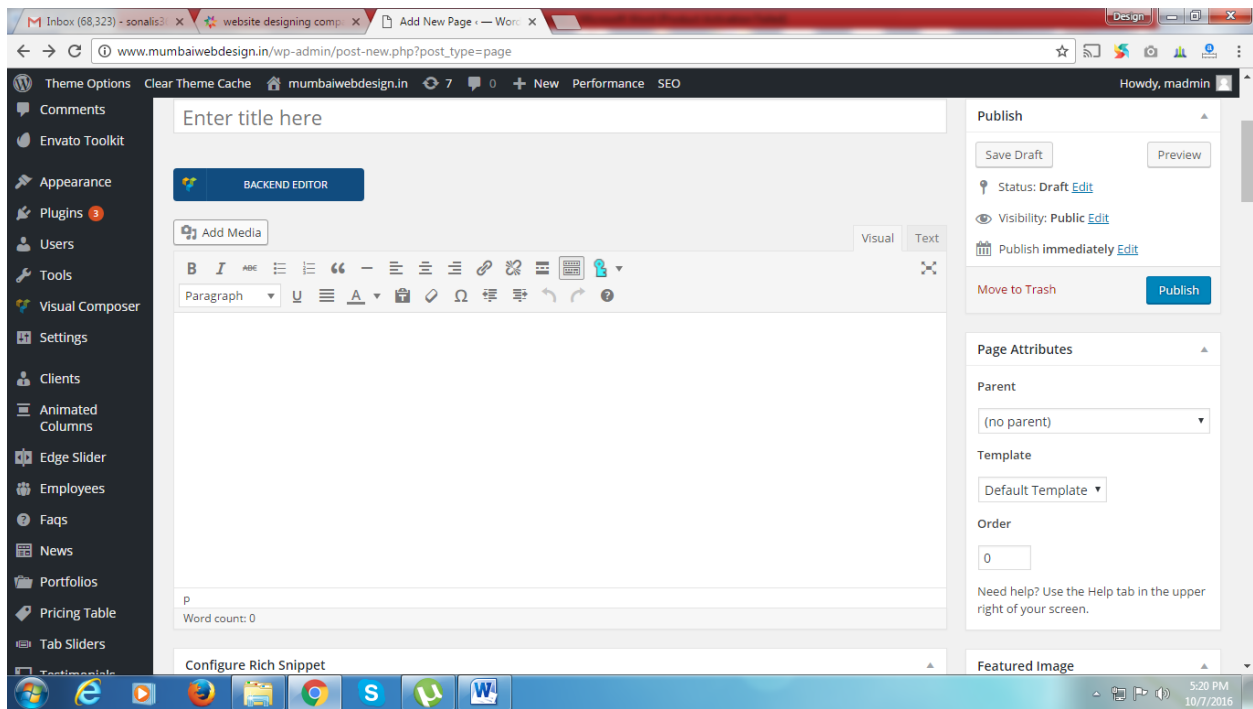 Inbox (68,323) - sonalis3
website designing comp
Add New Page ‹ — Word
Design
www.mumbaiwebdesign.in/wp-admin/post-new.php?post_type=page
Theme Options Clear Theme Cache mumbaiwebdesign.in 7 0 + New Performance SEO
Howdy, madmin
Comments
Envato Toolkit
Appearance
Plugins 3
Users
Tools
Visual Composer
Settings
Clients
Animated
Columns
Edge Slider
Employees
Faqs
News
Portfolios
Pricing Table
Tab Sliders
Testimonials
Enter title here
BACKEND EDITOR
Add Media
Visual Text
B I ABC
Paragraph U A Ω
p
Word count: 0
Configure Rich Snippet
Publish
Save Draft Preview
Status: Draft Edit
Visibility: Public Edit
Publish immediately Edit
Move to Trash Publish
Page Attributes
Parent
(no parent)
Template
Default Template
Order
0
Need help? Use the Help tab in the upper
right of your screen.
Featured Image
5:20 PM
10/7/2016